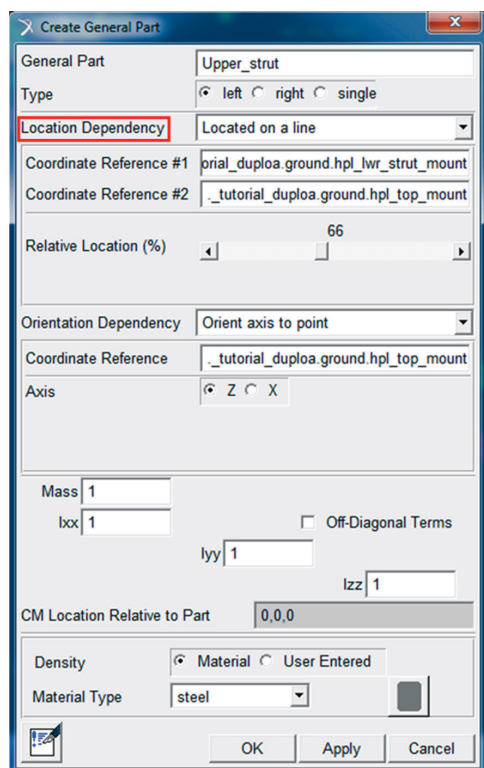 Create General Part
General Part Upper_strut
Type left right single
Location Dependency Located on a line
Coordinate Reference #1 orial_duploa.ground.hpl_lwr_strut_mount
Coordinate Reference #2 ._tutorial_duploa.ground.hpl_top_mount
66
Relative Location (%)
Orientation Dependency Orient axis to point
Coordinate Reference ._tutorial_duploa.ground.hpl_top_mount
Axis Z X
Mass 1
Ixx 1 Off-Diagonal Terms
Iyy 1
Izz 1
CM Location Relative to Part 0,0,0
Density Material User Entered
Material Type steel
OK Apply Cancel